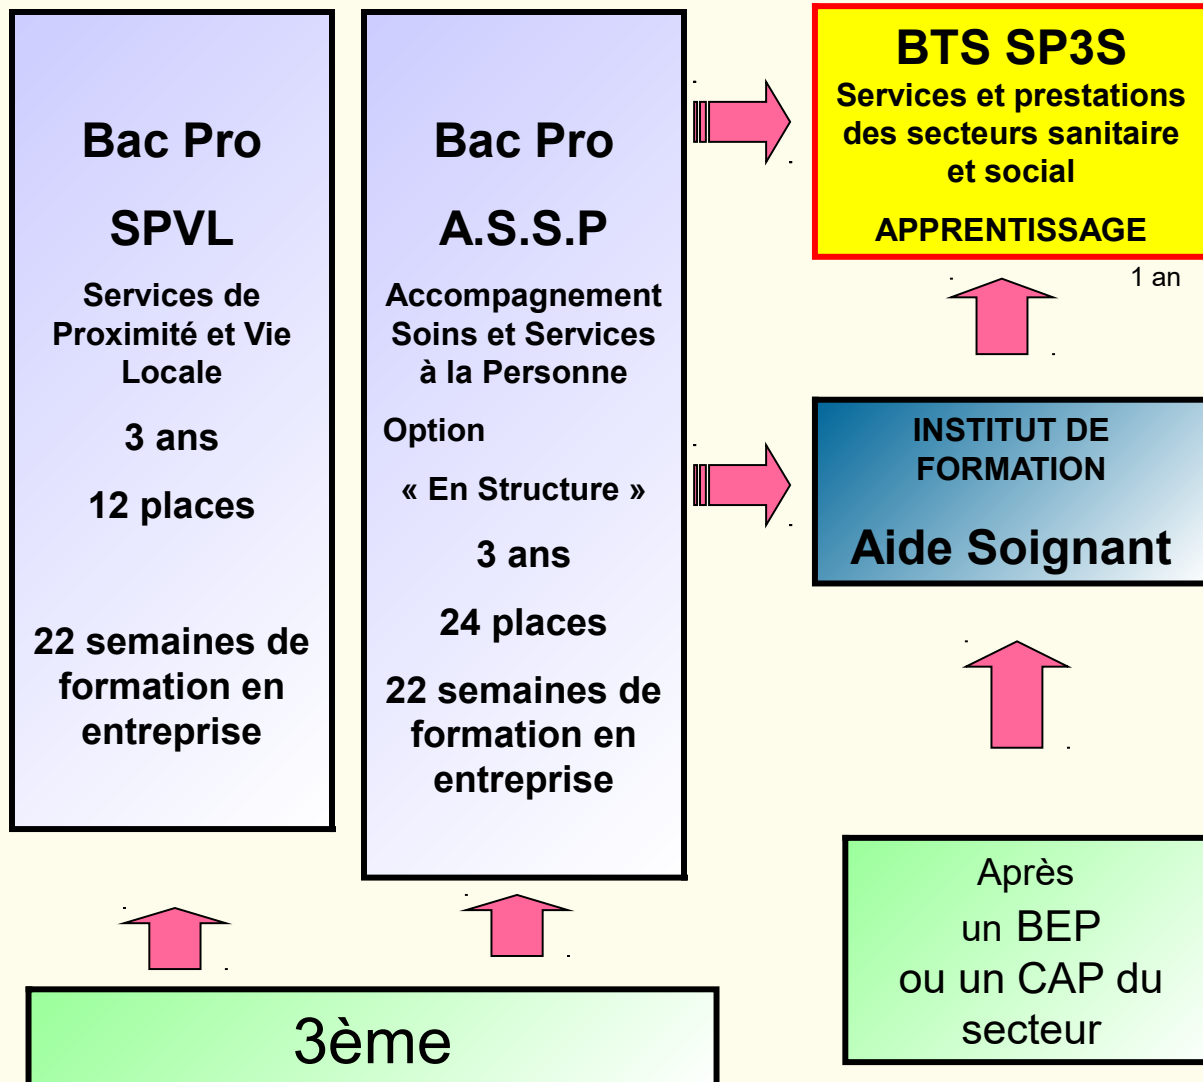 Bac Pro
SPVL
Services de
Proximité et Vie
Locale
3 ans
12 places
22 semaines de
formation en
entreprise
Bac Pro
A.S.S.P
Accompagnement
Soins et Services
à la Personne
Option
« En Structure »
3 ans
24 places
22 semaines de
formation en
entreprise
BTS SP3S
Services et prestations
des secteurs sanitaire
et social
APPRENTISSAGE
1 an
INSTITUT DE
FORMATION
Aide Soignant
Après
un BEP
ou un CAP du
secteur
3ème